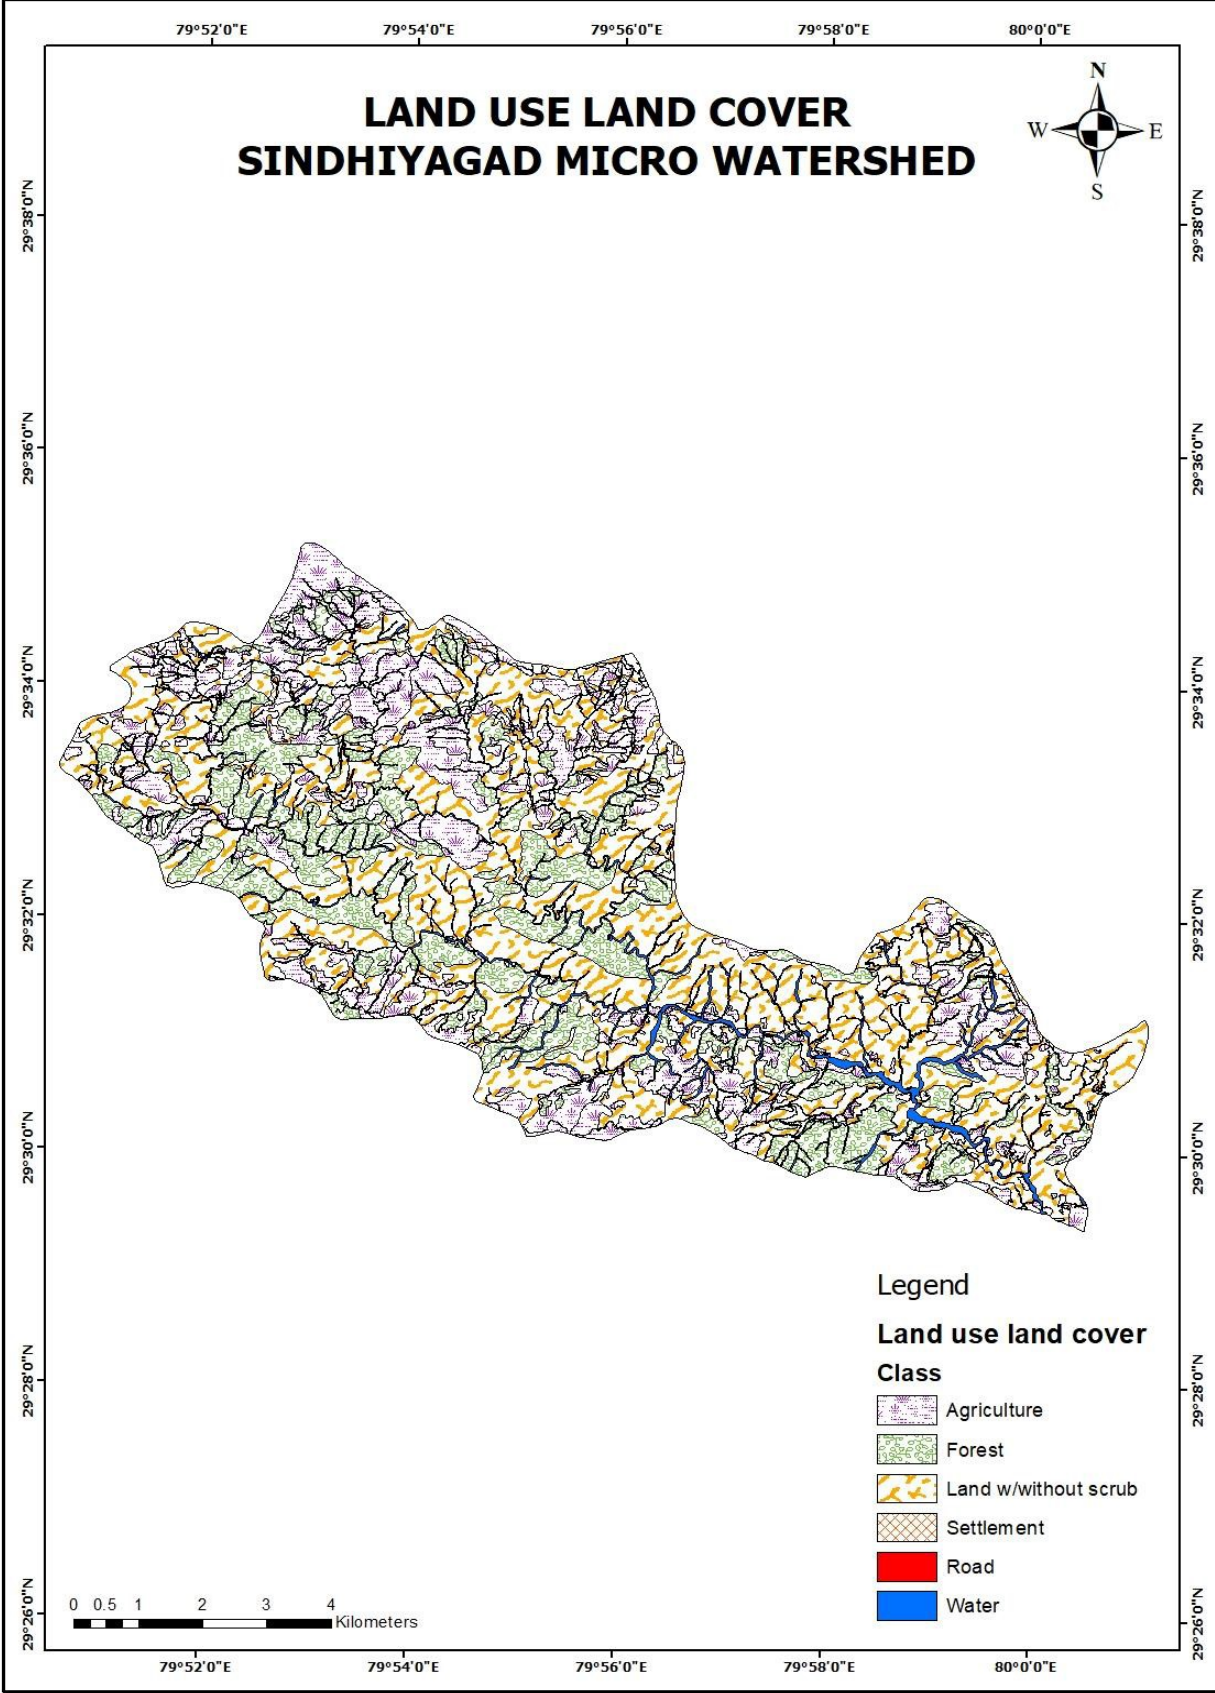 79°52'0"E 79°54'0"E 79°56'0"E 79°58'0"E 80°0'0"E
LAND USE LAND COVER
SINDHIYAGAD MICRO WATERSHED
N
W E
S
29°38'0"N 29°38'0"N
29°36'0"N 29°36'0"N
29°34'0"N 29°34'0"N
29°32'0"N 29°32'0"N
29°30'0"N 29°30'0"N
29°28'0"N 29°28'0"N
29°26'0"N 29°26'0"N
Legend
Land use land cover
Class
Agriculture
Forest
Land w/without scrub
Settlement
Road
Water
0 0.5 1 2 3 4
Kilometers
79°52'0"E 79°54'0"E 79°56'0"E 79°58'0"E 80°0'0"E